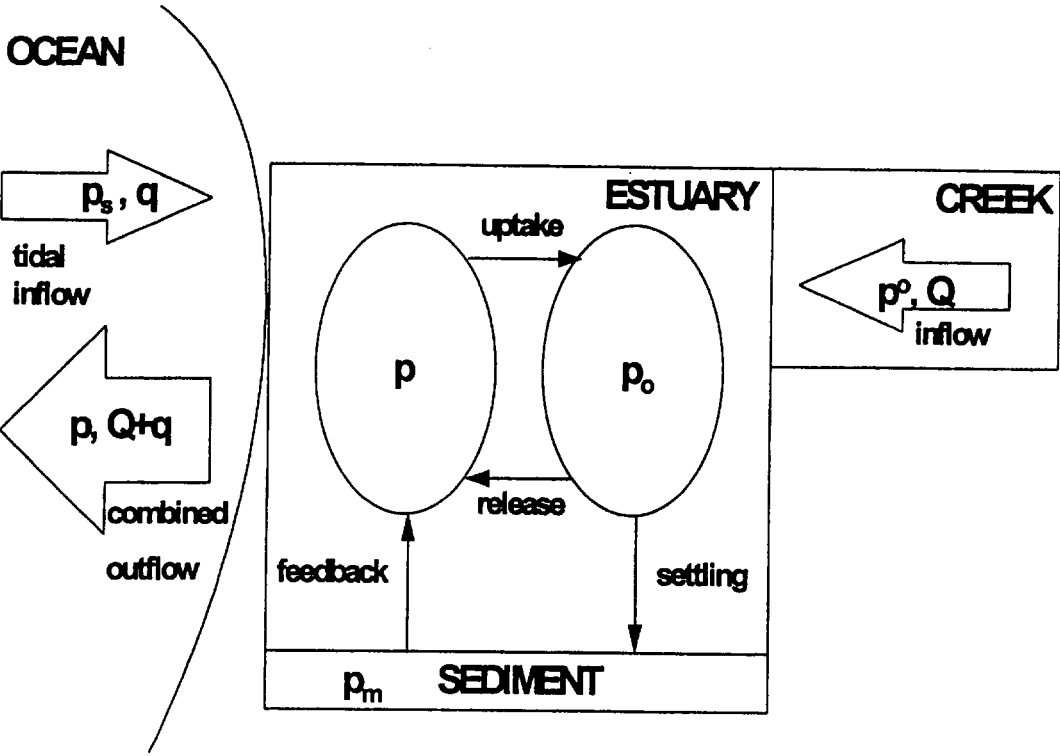 OCEAN
pₛ, q
tidal
inflow
p, Q+q
combined
outflow
ESTUARY
uptake
p
pₒ
release
feedback
settling
pₘ SEDIMENT
CREEK
pᵒ, Q
inflow